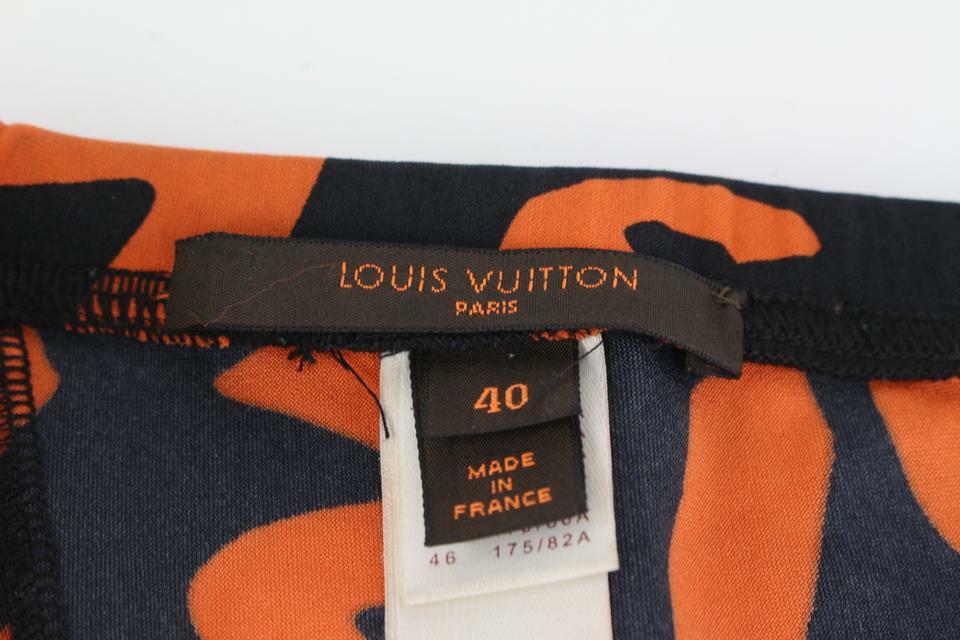 LOUIS VUITTON
PARIS
40
MADE
IN
FRANCE
46 175/82A